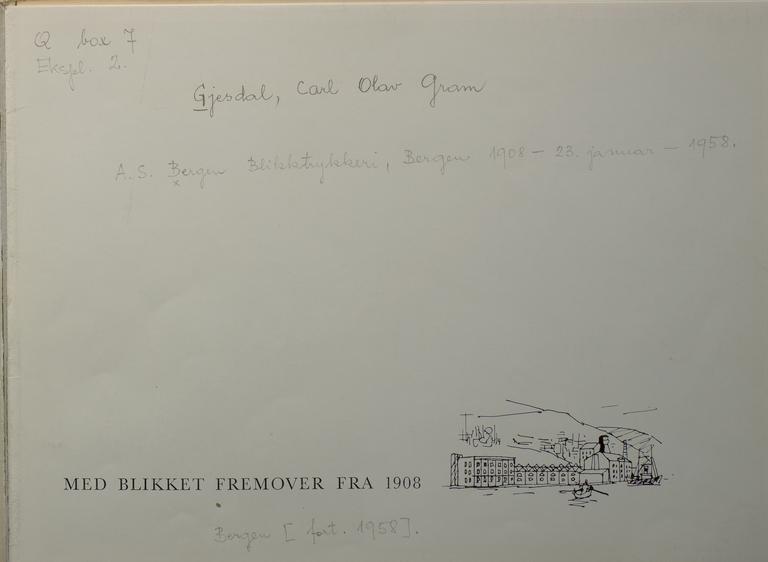 Q box 7
Ekspl. 2.
Gjesdal, Carl Olav Gram
A.S. Bergen Blikktrykkeri, Bergen 1908 – 23. januar – 1958.
MED BLIKKET FREMOVER FRA 1908
Bergen [ fort. 1958].